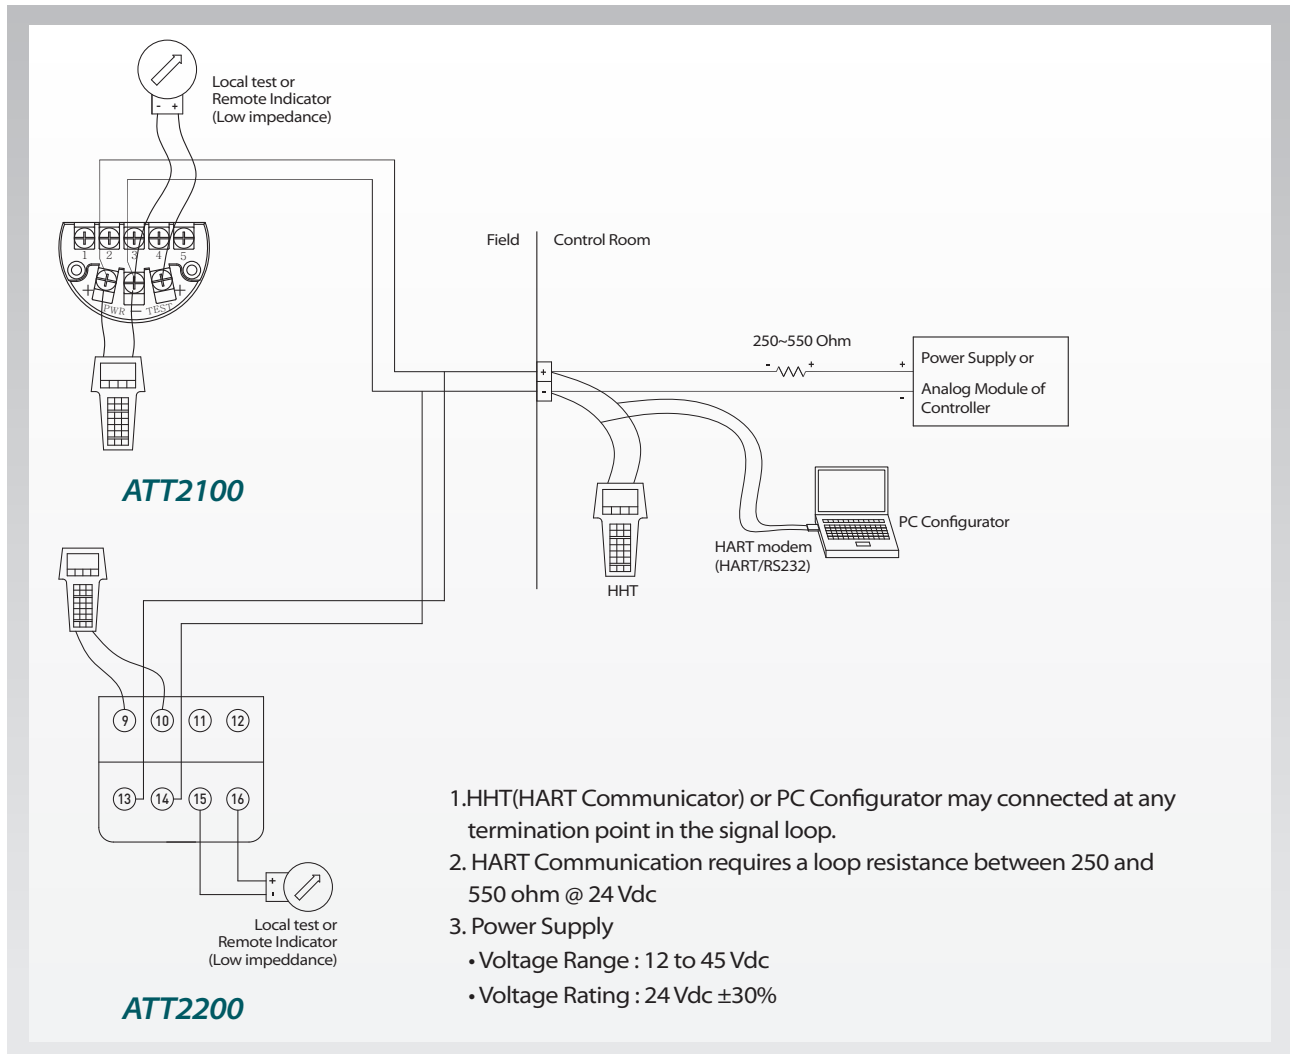 Local test or
Remote Indicator
(Low impedance)
- +
1 2 3 4 5
+ +
PWR — TEST
ATT2100
Field
Control Room
250~550 Ohm
- +
+
-
+
-
Power Supply or
Analog Module of
Controller
PC Configurator
HART modem
(HART/RS232)
HHT
9 10 11 12
13 14 15 16
+
-
Local test or
Remote Indicator
(Low impeddance)
ATT2200
1.HHT(HART Communicator) or PC Configurator may connected at any
termination point in the signal loop.
2. HART Communication requires a loop resistance between 250 and
550 ohm @ 24 Vdc
3. Power Supply
• Voltage Range : 12 to 45 Vdc
• Voltage Rating : 24 Vdc ±30%